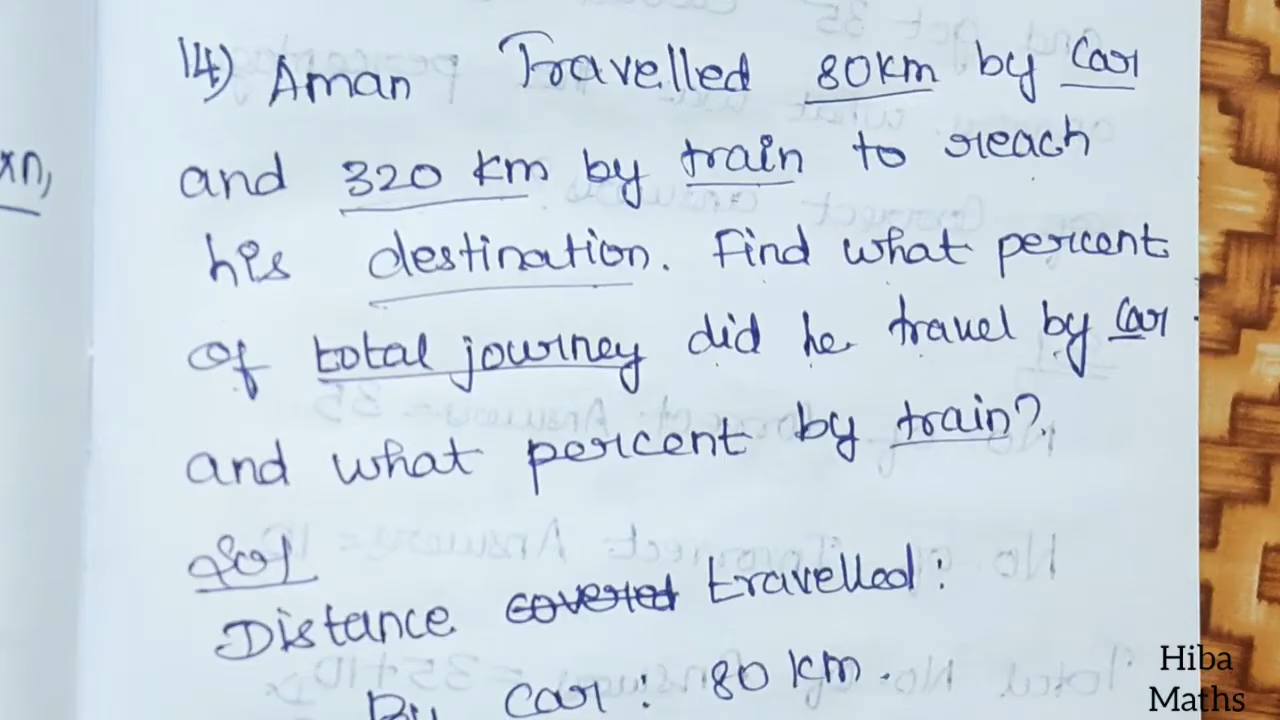 14) Aman Travelled 80km by car
and 320 km by train to reach
his destination. Find what percent
of total journey did he travel by car
and what percent by train?
Sol
Distance covered travelled:
By car: 80 km.
xn,
Hiba
Maths